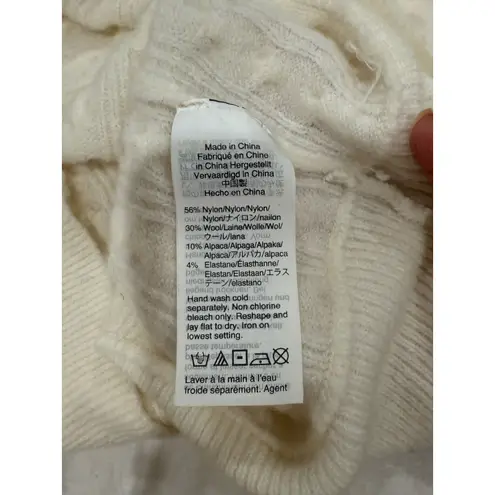 Made in China
Fabriqué en Chine
in China Hergestellt
Vervaardigd in China
中国製
Hecho en China
56% Nylon/Nylon/Nylon/
Nylon/ナイロン/nailon
30% Wool/Laine/Wolle/Wol/
ウール/lana
10% Alpaca/Alpaga/Alpaka/
Alpaca/アルパカ/alpaca
4% Elastane/Élasthanne/
Elastan/Elastaan/エラス
テーン/elastano
Hand wash cold
separately. Non chlorine
bleach only. Reshape and
lay flat to dry. Iron on
lowest setting.
Laver à la main à l'eau
froide séparément. Agent